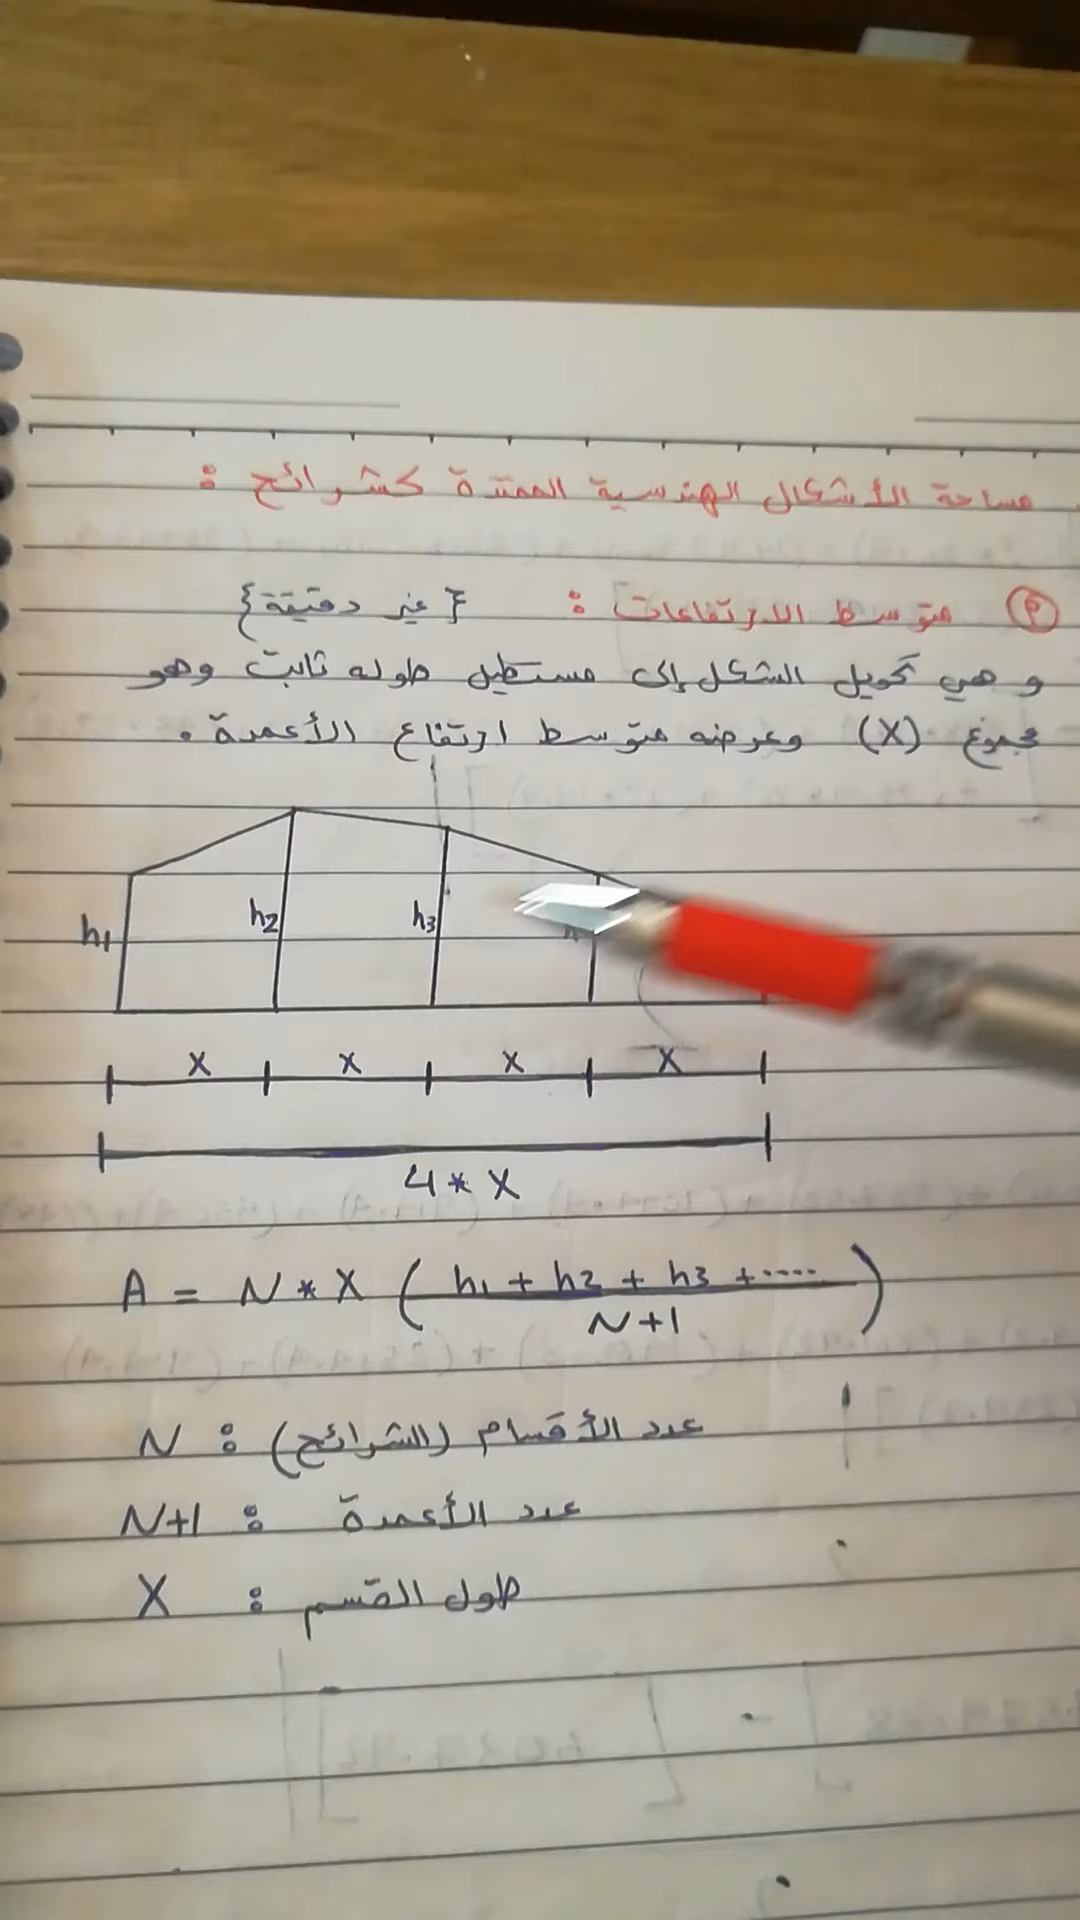 مساحة الأشكال الهندسية الممتدة كشرائح :
م متوسط الارتفاعات : { غير دقيقة }
وهي تحويل الشكل إلى مستطيل طوله ثابت وهو
مجموع (X) وعرضه متوسط ارتفاع الأعمدة .
h1 h2 h3
X X X X
4 * X
A = N * X ( h1 + h2 + h3 + .... / N+1 )
N : عدد الأقسام (الشرائح)
N+1 : عدد الأعمدة
X : طول القسم